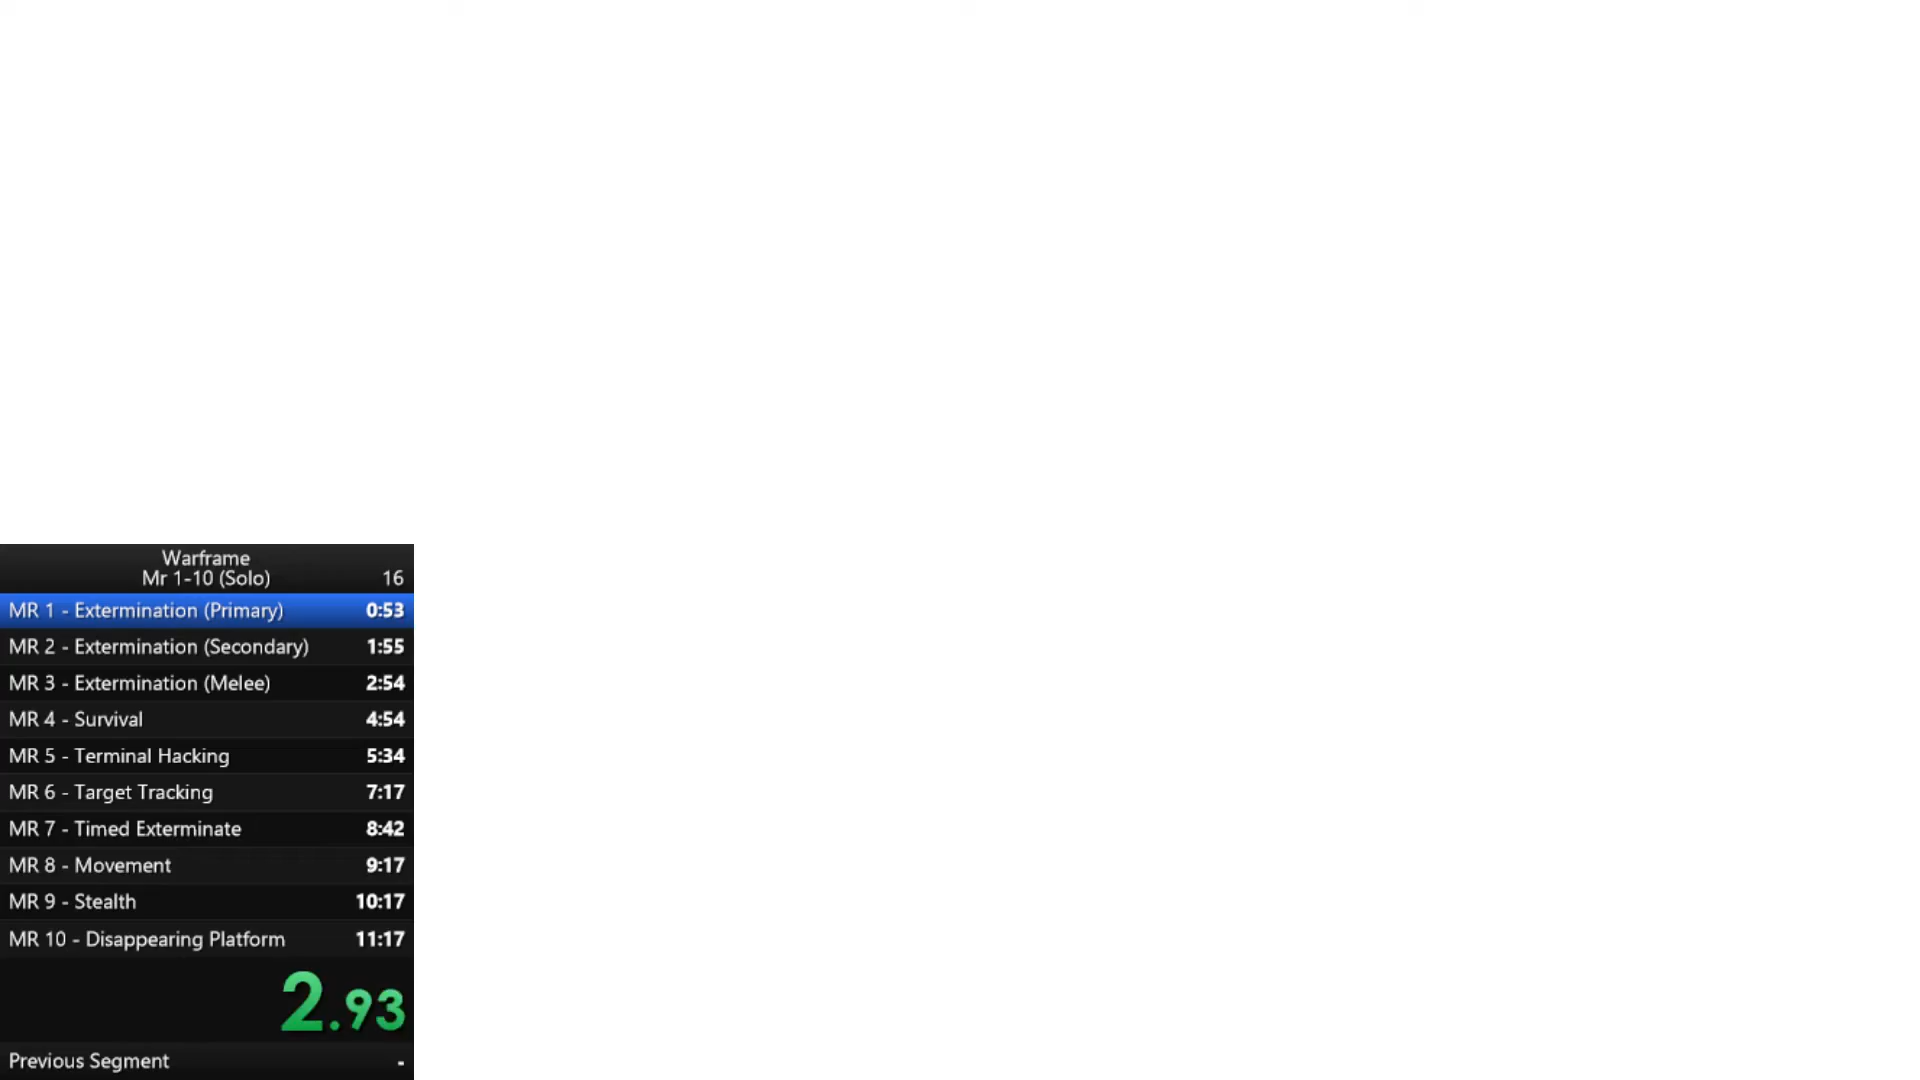 Warframe
Mr 1-10 (Solo) 16
MR 1 - Extermination (Primary) 0:53
MR 2 - Extermination (Secondary) 1:55
MR 3 - Extermination (Melee) 2:54
MR 4 - Survival 4:54
MR 5 - Terminal Hacking 5:34
MR 6 - Target Tracking 7:17
MR 7 - Timed Exterminate 8:42
MR 8 - Movement 9:17
MR 9 - Stealth 10:17
MR 10 - Disappearing Platform 11:17
2.93
Previous Segment -